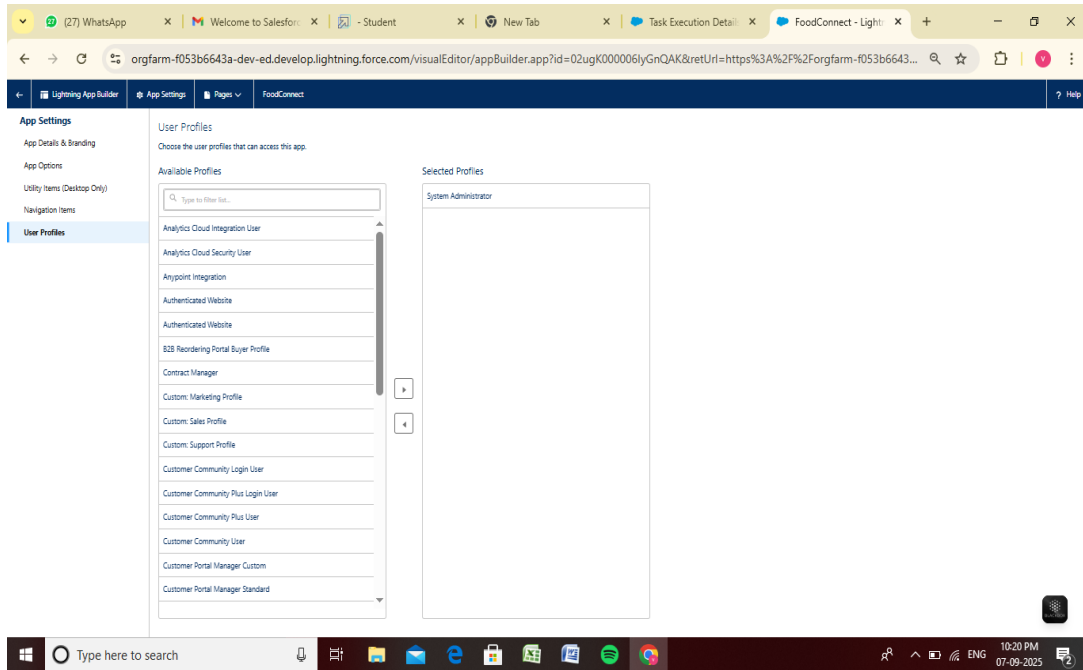 (27) WhatsApp
Welcome to Salesforc
- Student
New Tab
Task Execution Detail
FoodConnect - Lightn
orgfarm-f053b6643a-dev-ed.develop.lightning.force.com/visualEditor/appBuilder.app?id=02ugK000006IyGnQAK&retUrl=https%3A%2F%2Forgfarm-f053b6643...
Lightning App Builder
App Settings
Pages
FoodConnect
? Help
App Settings
App Details & Branding
App Options
Utility Items (Desktop Only)
Navigation Items
User Profiles
User Profiles
Choose the user profiles that can access this app.
Available Profiles
Type to filter list...
Analytics Cloud Integration User
Analytics Cloud Security User
Anypoint Integration
Authenticated Website
Authenticated Website
B2B Reordering Portal Buyer Profile
Contract Manager
Custom: Marketing Profile
Custom: Sales Profile
Custom: Support Profile
Customer Community Login User
Customer Community Plus Login User
Customer Community Plus User
Customer Community User
Customer Portal Manager Custom
Customer Portal Manager Standard
Selected Profiles
System Administrator
Type here to search
ENG
10:20 PM
07-09-2025